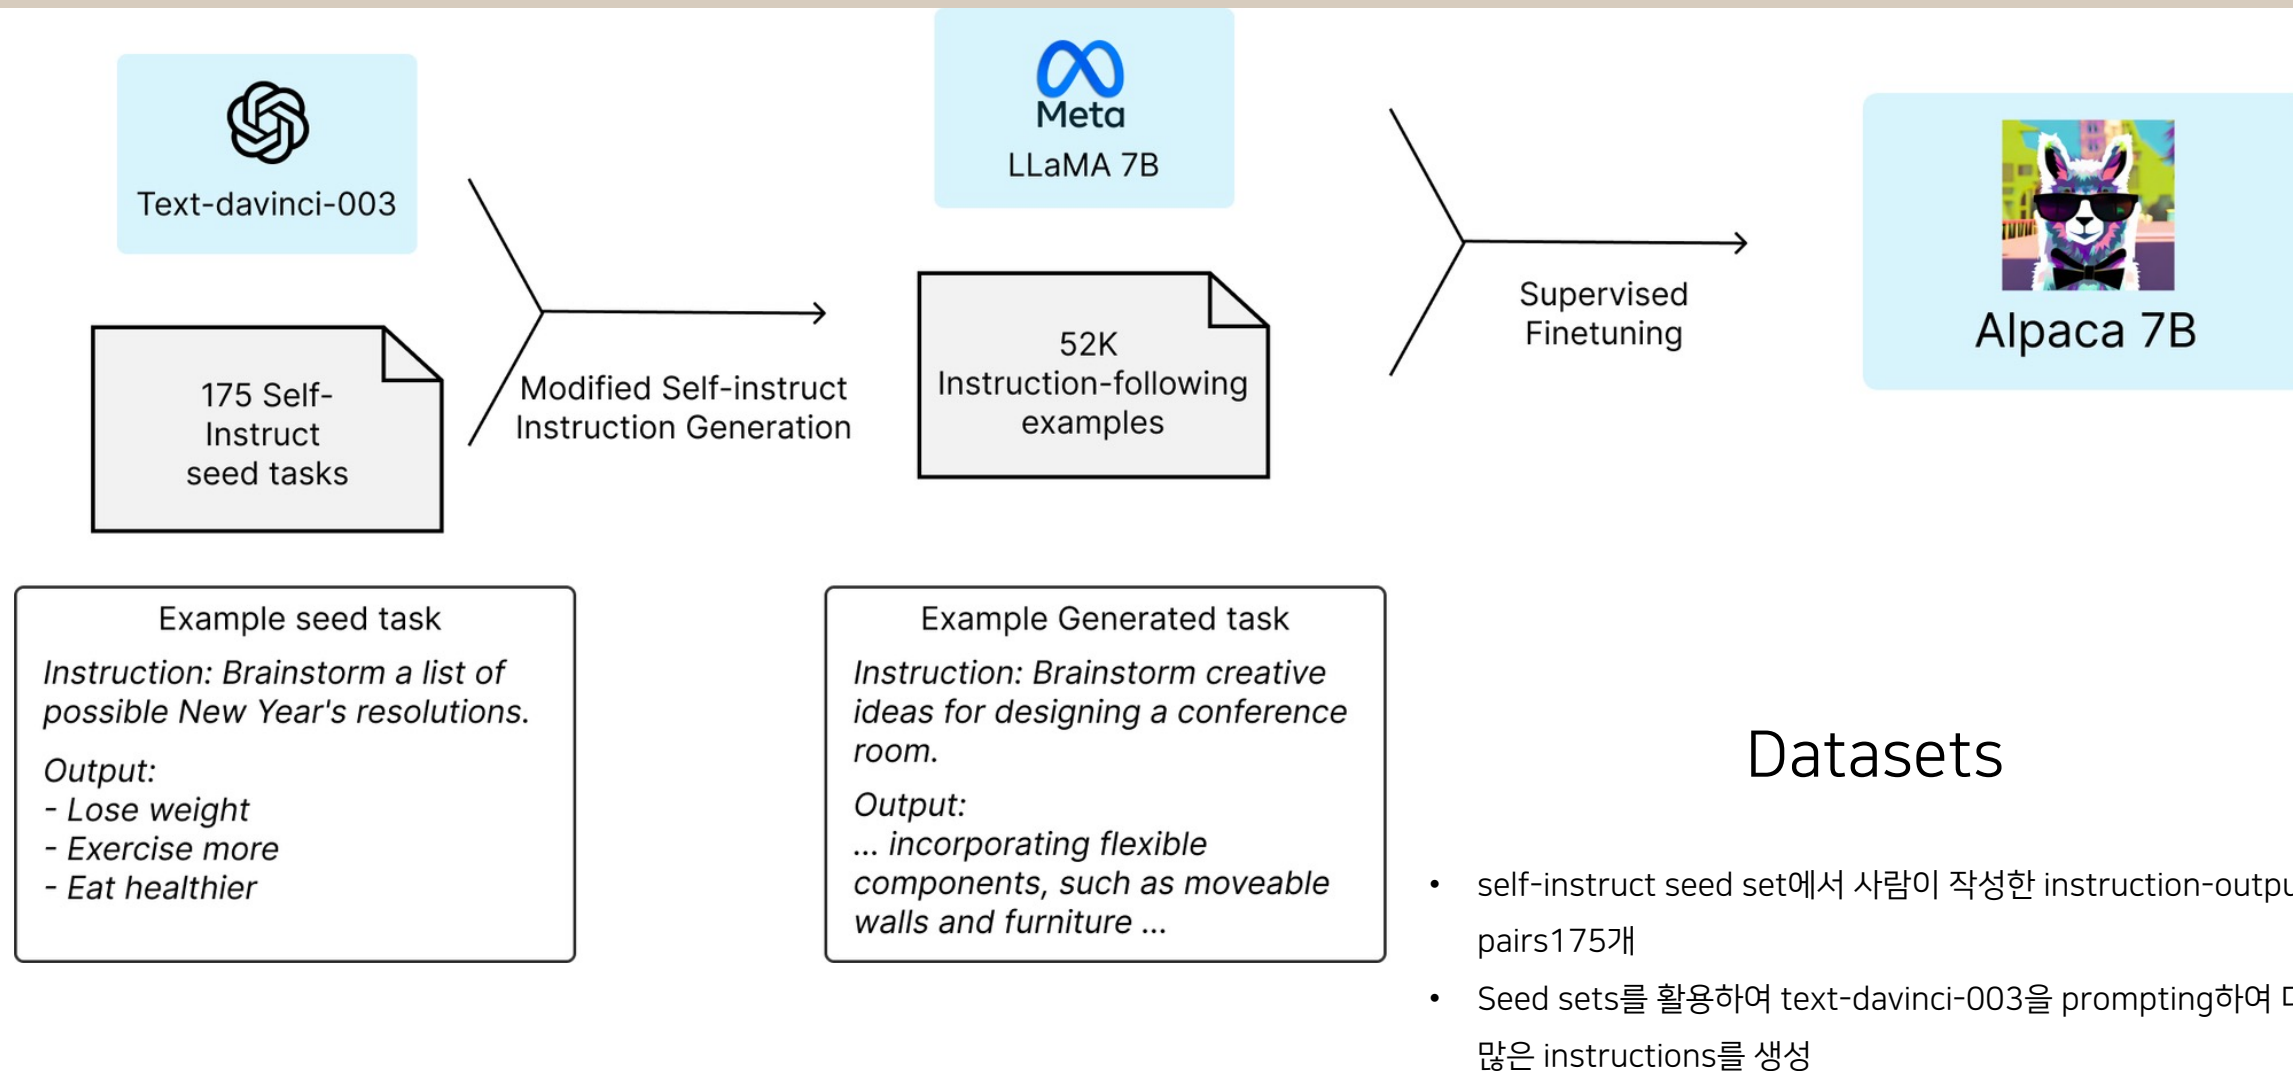 Text-davinci-003
175 Self-
Instruct
seed tasks
Modified Self-instruct
Instruction Generation
Meta
LLaMA 7B
52K
Instruction-following
examples
Supervised
Finetuning
Alpaca 7B
Example seed task
Instruction: Brainstorm a list of
possible New Year's resolutions.
Output:
- Lose weight
- Exercise more
- Eat healthier
Example Generated task
Instruction: Brainstorm creative
ideas for designing a conference
room.
Output:
... incorporating flexible
components, such as moveable
walls and furniture ...
Datasets
• self-instruct seed set에서 사람이 작성한
pairs175개
• Seed sets를 활용하여 text-davinci-003을 prompting하여
많은 instructions를 생성